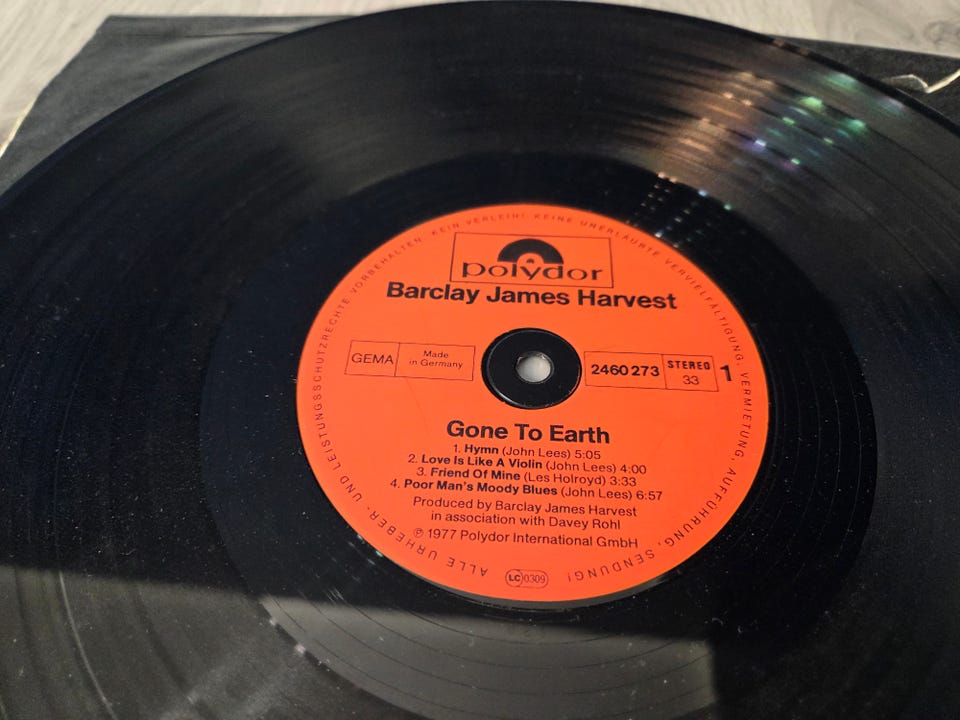 polydor
Barclay James Harvest
GEMA
Made
in Germany
2460 273
STEREO
33
1
Gone To Earth
1. Hymn (John Lees) 5:05
2. Love Is Like A Violin (John Lees) 4:00
3. Friend Of Mine (Les Holroyd) 3:33
4. Poor Man's Moody Blues (John Lees) 6:57
Produced by Barclay James Harvest
in association with Davey Rohl
℗ 1977 Polydor International GmbH
LC 0309
ALLE URHEBER- UND LEISTUNGSSCHUTZRECHTE VORBEHALTEN. KEIN VERLEIH! KEINE UNERLAUBTE VERVIELFÄLTIGUNG, VERMIETUNG, AUFFÜHRUNG, SENDUNG!